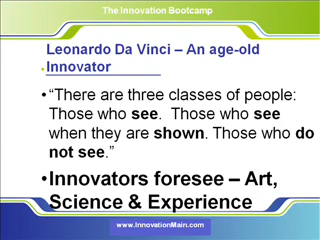 The Innovation Bootcamp
Leonardo Da Vinci – An age-old
Innovator
•“There are three classes of people:
Those who see.  Those who see
when they are shown. Those who do
not see.”
•Innovators foresee – Art,
Science & Experience
www.InnovationMain.com